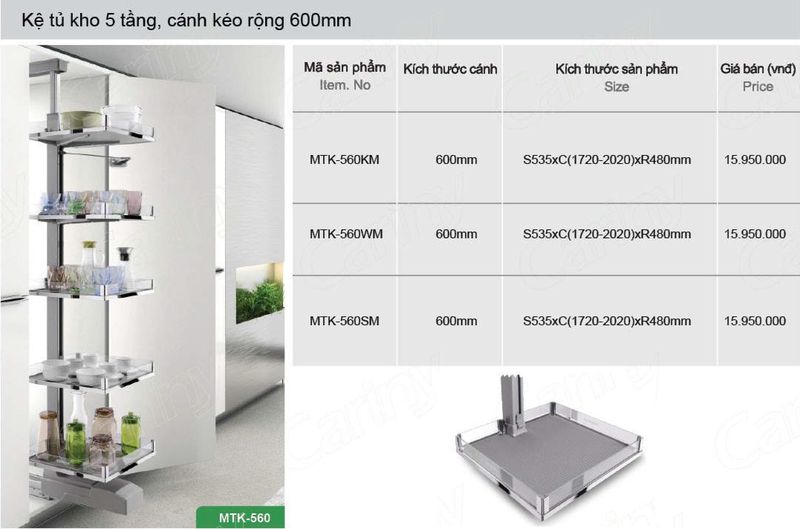 Kệ tủ kho 5 tầng, cánh kéo rộng 600mm
Mã sản phẩm Kích thước cánh Kích thước sản phẩm Giá bán (vnđ)
Item. No Size Price
MTK-560KM 600mm S535xC(1720-2020)xR480mm 15.950.000
MTK-560WM 600mm S535xC(1720-2020)xR480mm 15.950.000
MTK-560SM 600mm S535xC(1720-2020)xR480mm 15.950.000
MTK-560
Cariny